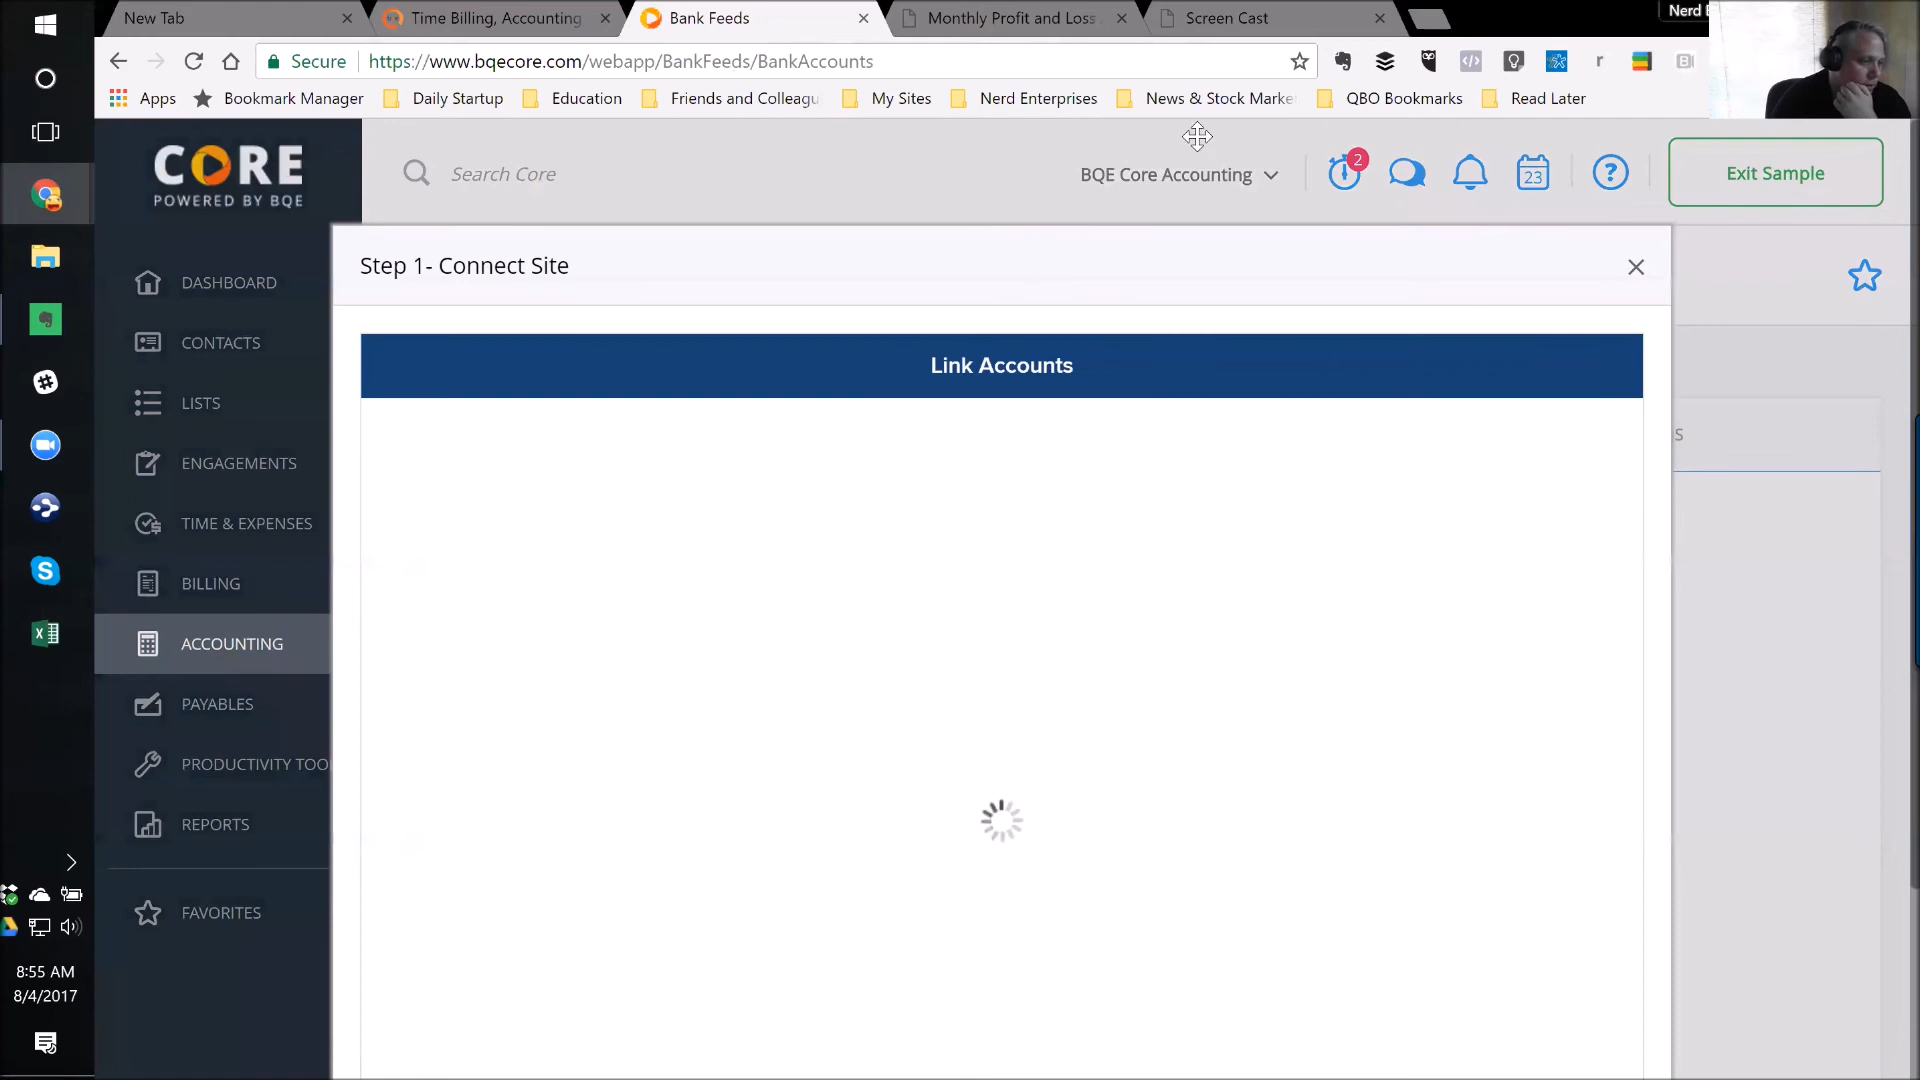 New Tab
Time Billing, Accounting
Bank Feeds
Monthly Profit and Loss
Screen Cast
Nerd
Secure
https://www.bqecore.com/webapp/BankFeeds/BankAccounts
Apps
Bookmark Manager
Daily Startup
Education
Friends and Colleagu
My Sites
Nerd Enterprises
News & Stock Marke
QBO Bookmarks
Read Later
CORE
POWERED BY BQE
Search Core
BQE Core Accounting
2
23
?
Exit Sample
Step 1- Connect Site
Link Accounts
DASHBOARD
CONTACTS
LISTS
ENGAGEMENTS
TIME & EXPENSES
BILLING
ACCOUNTING
PAYABLES
PRODUCTIVITY TOO
REPORTS
FAVORITES
8:55 AM
8/4/2017